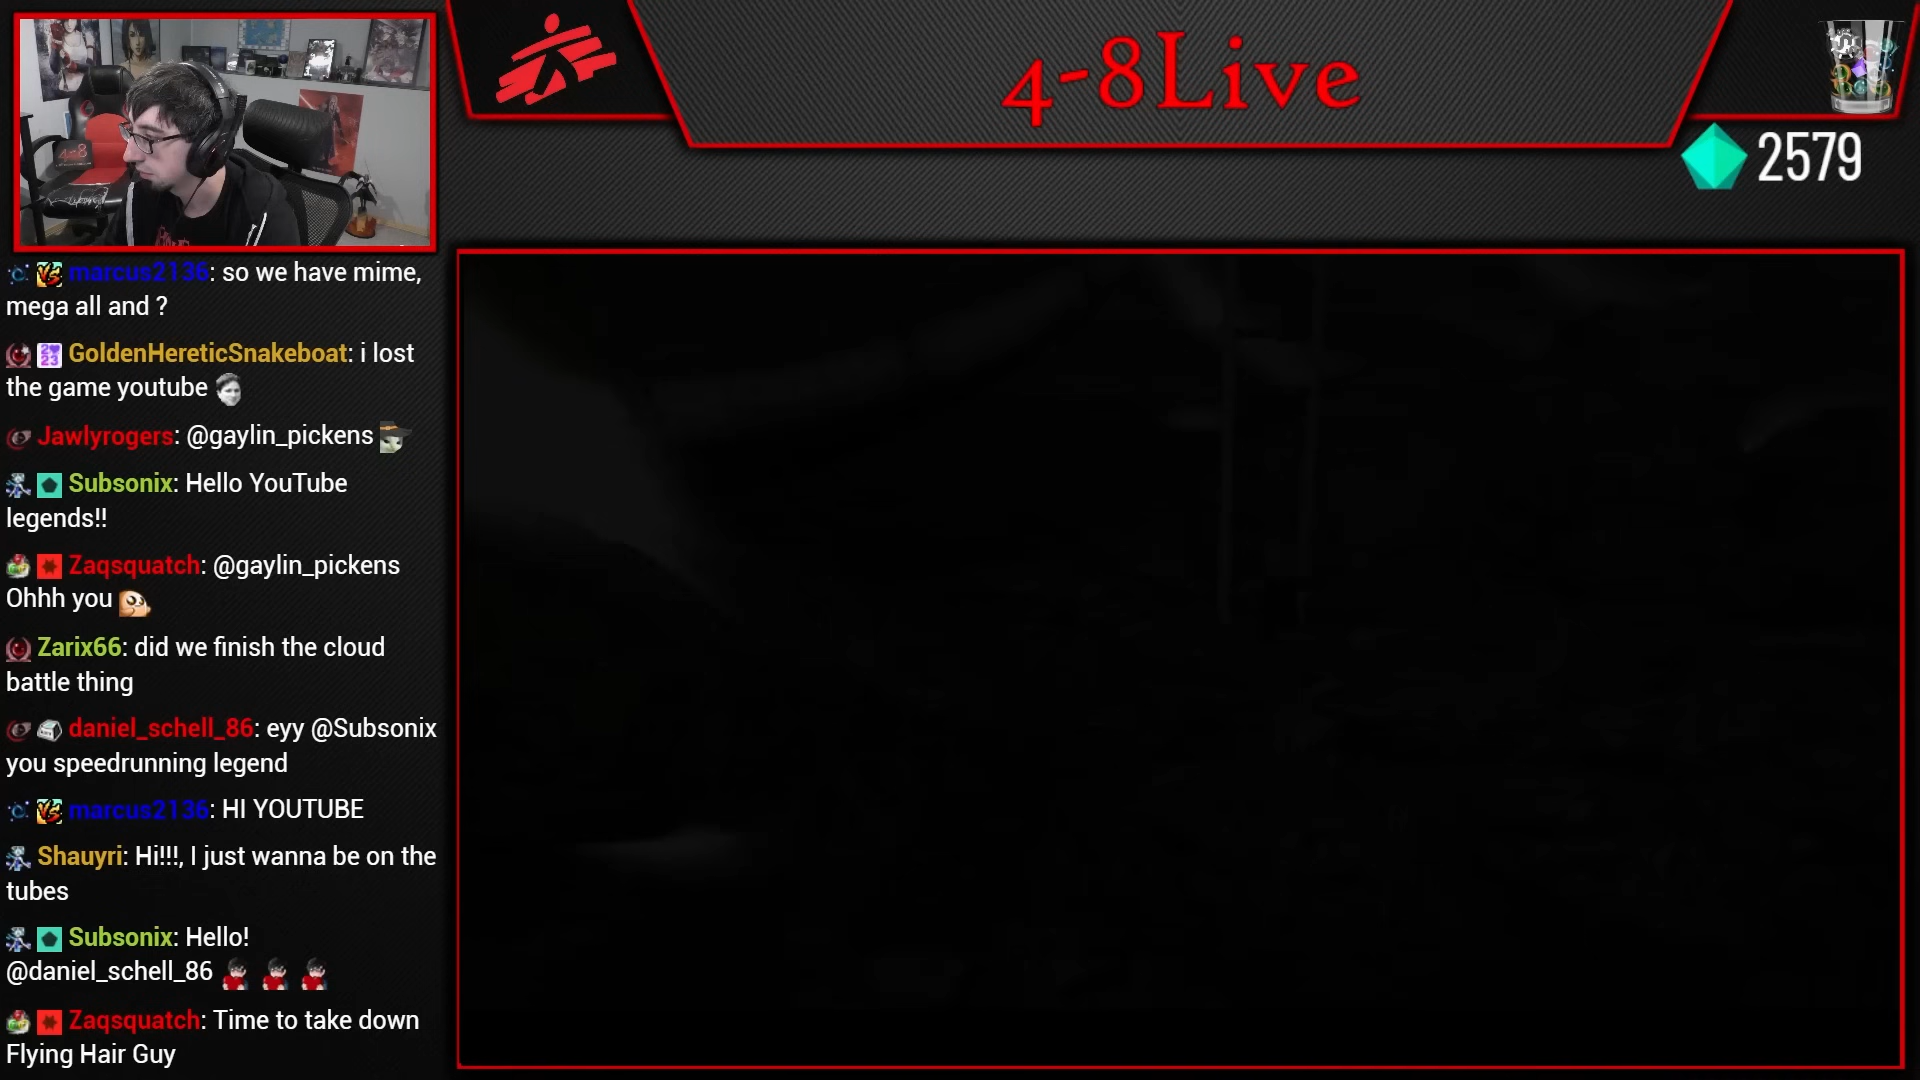 4-8Live
2579
4-8
marcus2136: so we have mime,
mega all and ?
GoldenHereticSnakeboat: i lost
the game youtube
Jawlyrogers: @gaylin_pickens
Subsonix: Hello YouTube
legends!!
Zaqsquatch: @gaylin_pickens
Ohhh you
Zarix66: did we finish the cloud
battle thing
daniel_schell_86: eyy @Subsonix
you speedrunning legend
marcus2136: HI YOUTUBE
Shauyri: Hi!!!, I just wanna be on the
tubes
Subsonix: Hello!
@daniel_schell_86
Zaqsquatch: Time to take down
Flying Hair Guy